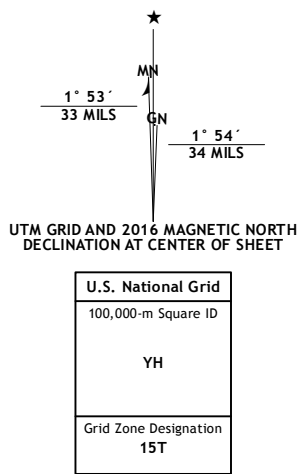 MN
1° 53´
33 MILS
GN
1° 54´
34 MILS
UTM GRID AND 2016 MAGNETIC NORTH
DECLINATION AT CENTER OF SHEET
U.S. National Grid
100,000-m Square ID
YH
Grid Zone Designation
15T